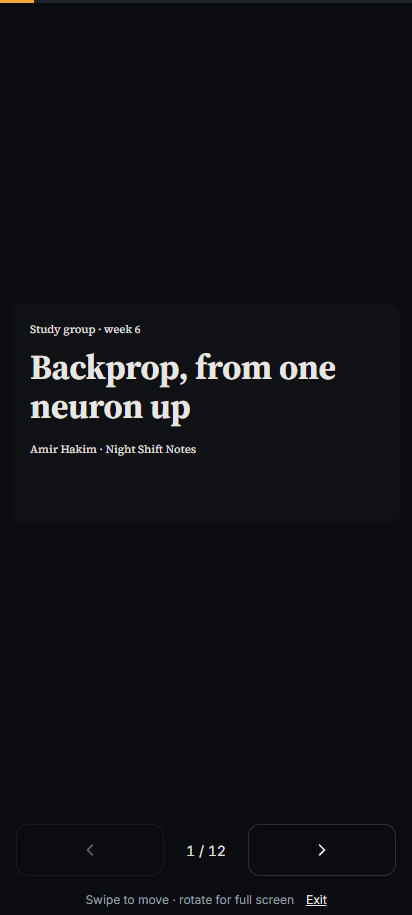 Study group · week 6
Backprop, from one
neuron up
Amir Hakim · Night Shift Notes
1 / 12
Swipe to move · rotate for full screen Exit